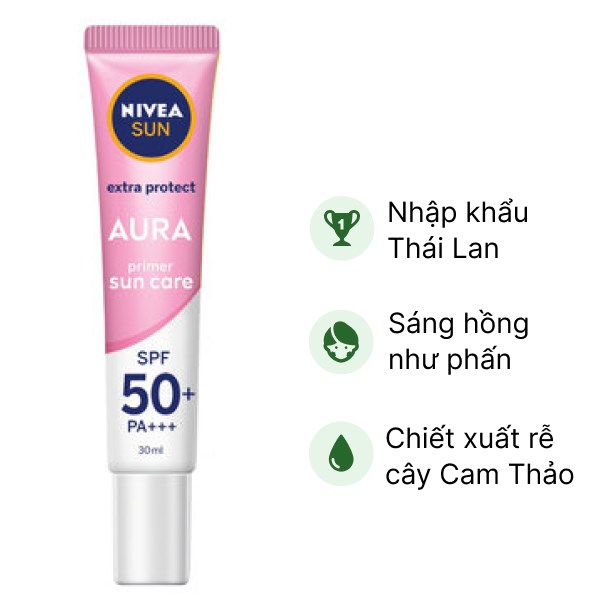 NIVEA
SUN
extra protect
AURA
primer
sun care
SPF
50+
PA+++
30ml
1
Nhập khẩu
Thái Lan
Sáng hồng
như phấn
Chiết xuất rễ
cây Cam Thảo